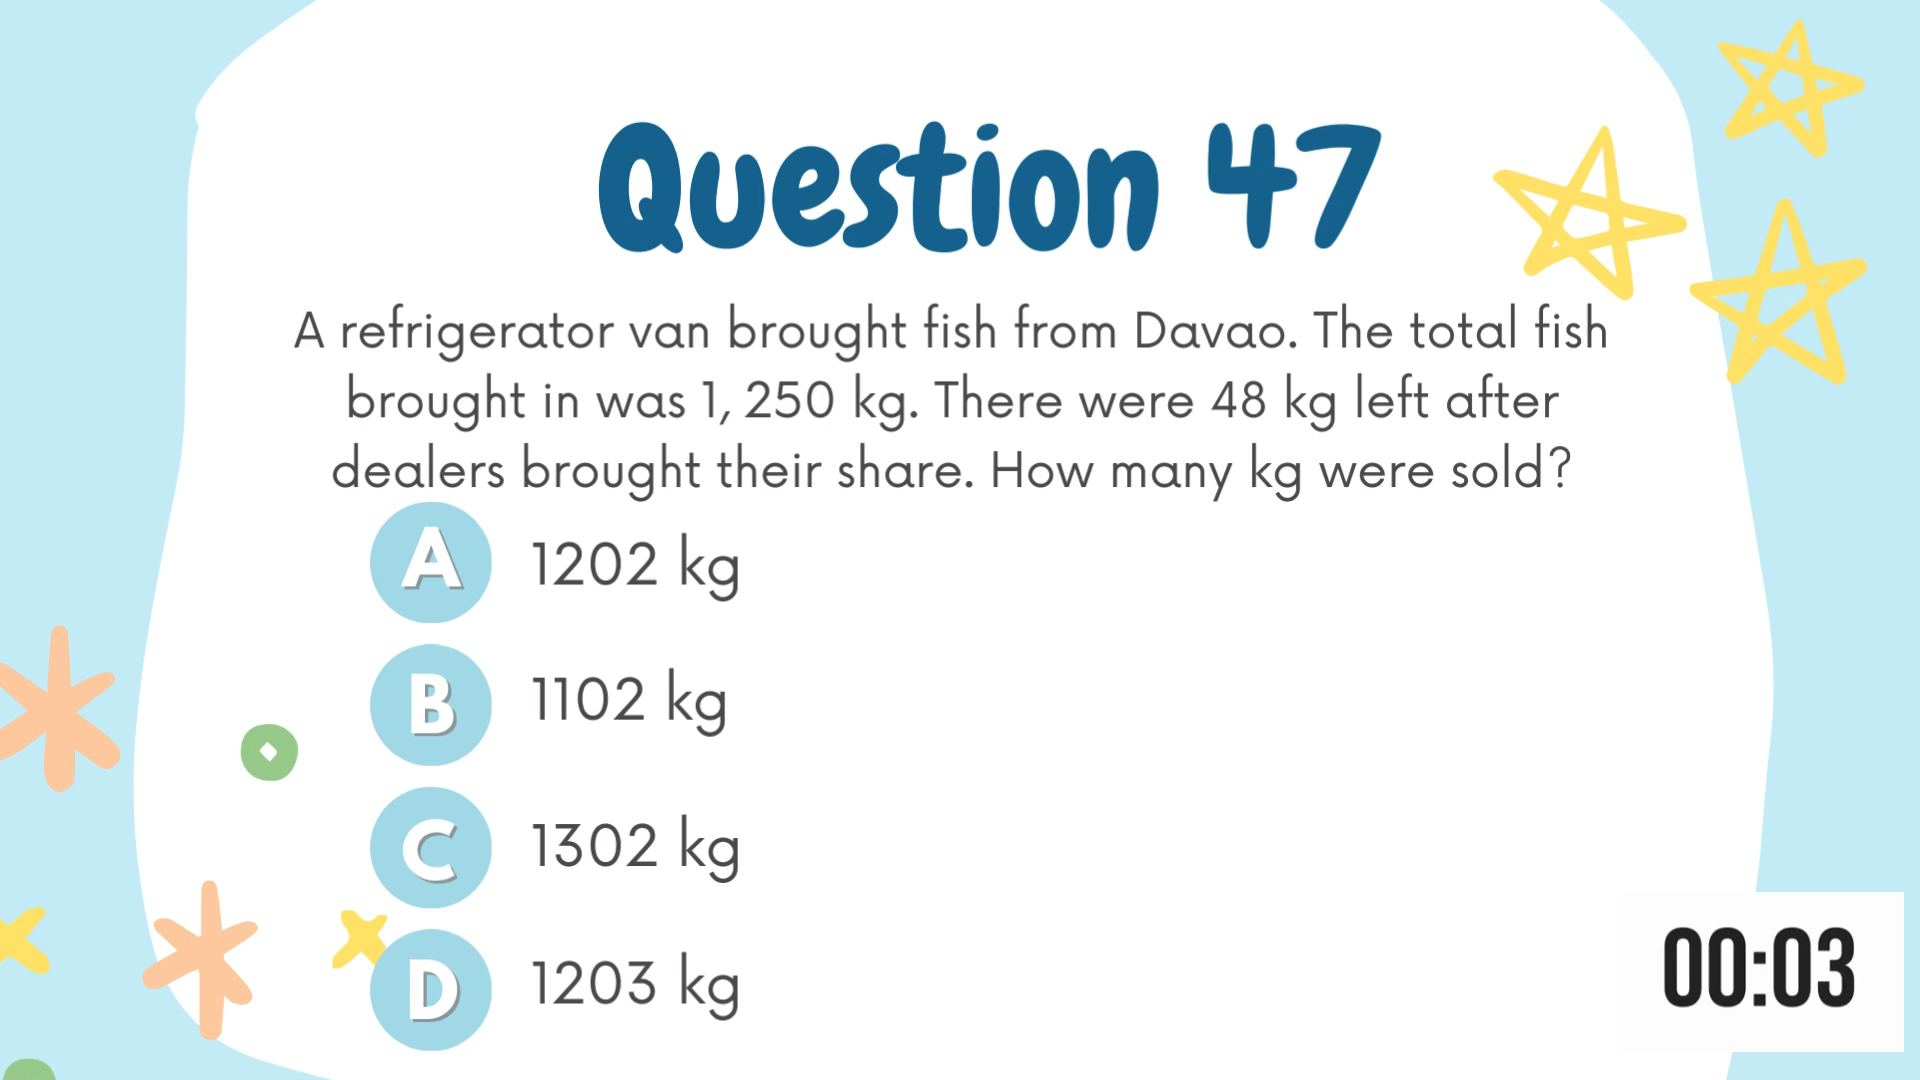 Question 47
A refrigerator van brought fish from Davao. The total fish
brought in was 1, 250 kg. There were 48 kg left after
dealers brought their share. How many kg were sold?
A 1202 kg
B 1102 kg
C 1302 kg
D 1203 kg
00:03